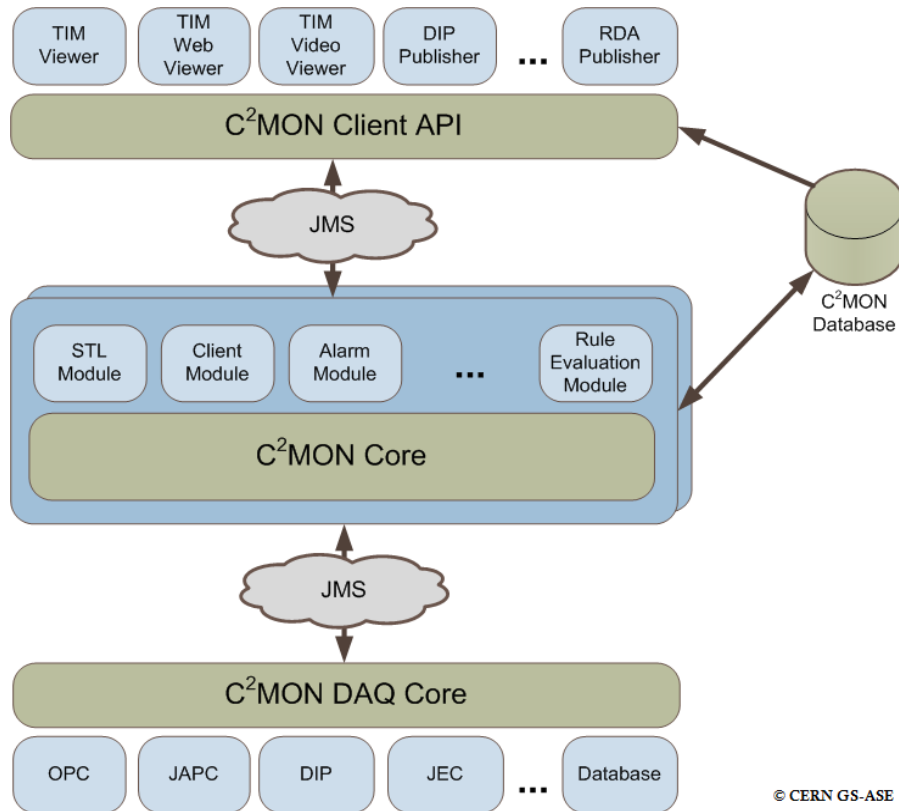 TIM
Viewer
TIM
Web
Viewer
TIM
Video
Viewer
DIP
Publisher
...
RDA
Publisher
C²MON Client API
JMS
C²MON
Database
STL
Module
Client
Module
Alarm
Module
...
Rule
Evaluation
Module
C²MON Core
JMS
C²MON DAQ Core
OPC
JAPC
DIP
JEC
...
Database
© CERN GS-ASE